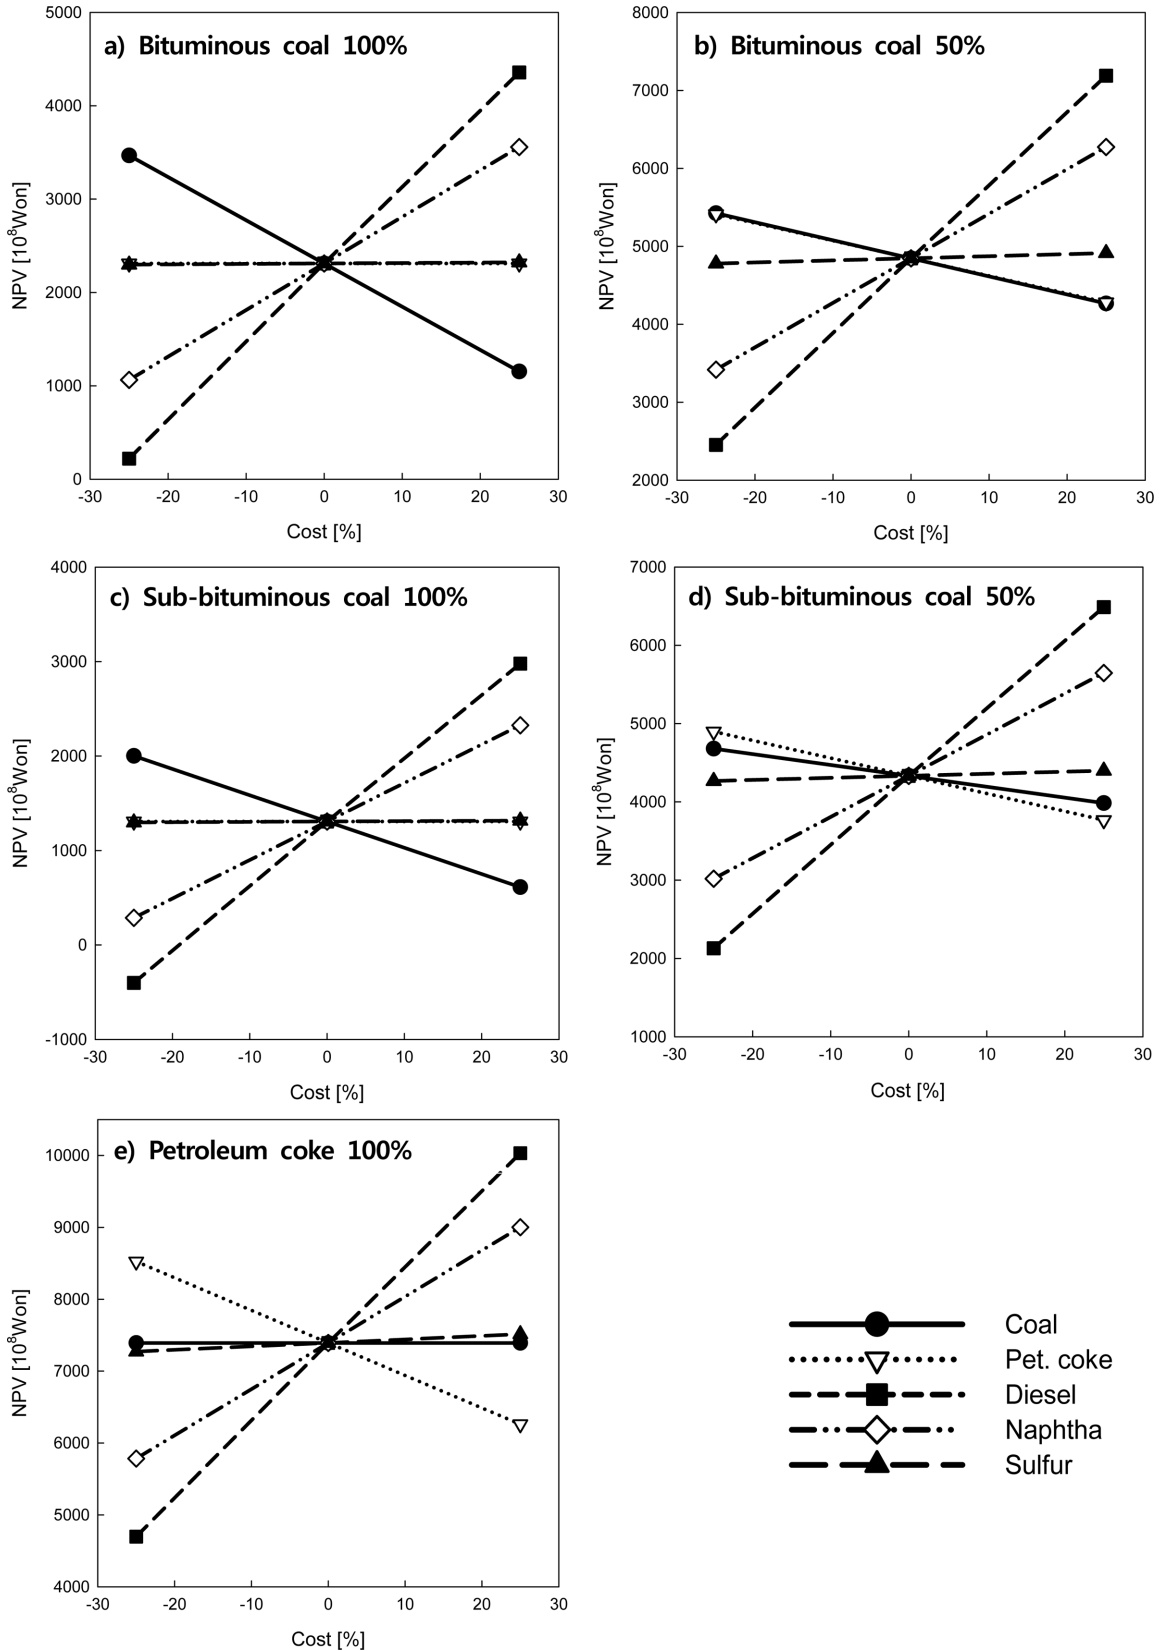 a) Bituminous coal 100%
NPV [10⁸Won]
5000
4000
3000
2000
1000
0
-30 -20 -10 0 10 20 30
Cost [%]
b) Bituminous coal 50%
NPV [10⁸Won]
8000
7000
6000
5000
4000
3000
2000
-30 -20 -10 0 10 20 30
Cost [%]
c) Sub-bituminous coal 100%
NPV [10⁸Won]
4000
3000
2000
1000
0
-1000
-30 -20 -10 0 10 20 30
Cost [%]
d) Sub-bituminous coal 50%
NPV [10⁸Won]
7000
6000
5000
4000
3000
2000
1000
-30 -20 -10 0 10 20 30
Cost [%]
e) Petroleum coke 100%
NPV [10⁸Won]
10000
9000
8000
7000
6000
5000
4000
-30 -20 -10 0 10 20 30
Cost [%]
Coal
Pet. coke
Diesel
Naphtha
Sulfur